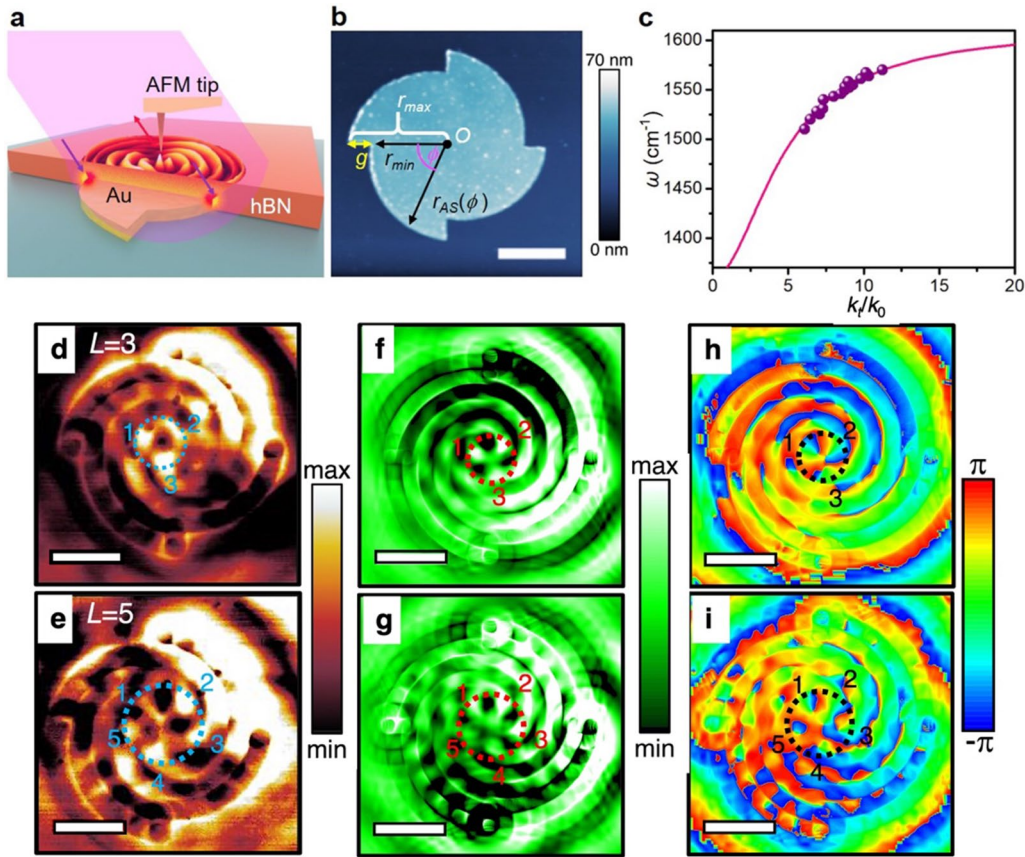 a
AFM tip
Au
hBN
b
r_max
O
g
r_min
φ
r_AS(φ)
70 nm
0 nm
c
ω (cm⁻¹)
1600
1550
1500
1450
1400
0
5
10
15
20
k_t/k_0
d
L=3
1
2
3
f
1
2
3
h
1
2
3
max
min
max
min
π
-π
e
L=5
1
2
3
4
5
g
1
2
3
4
5
i
1
2
3
4
5